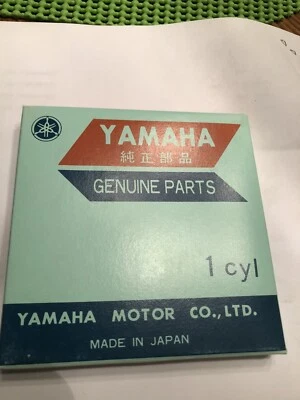 YAMAHA
純正部品
GENUINE PARTS
1 cyl
YAMAHA MOTOR CO.,LTD.
MADE IN JAPAN